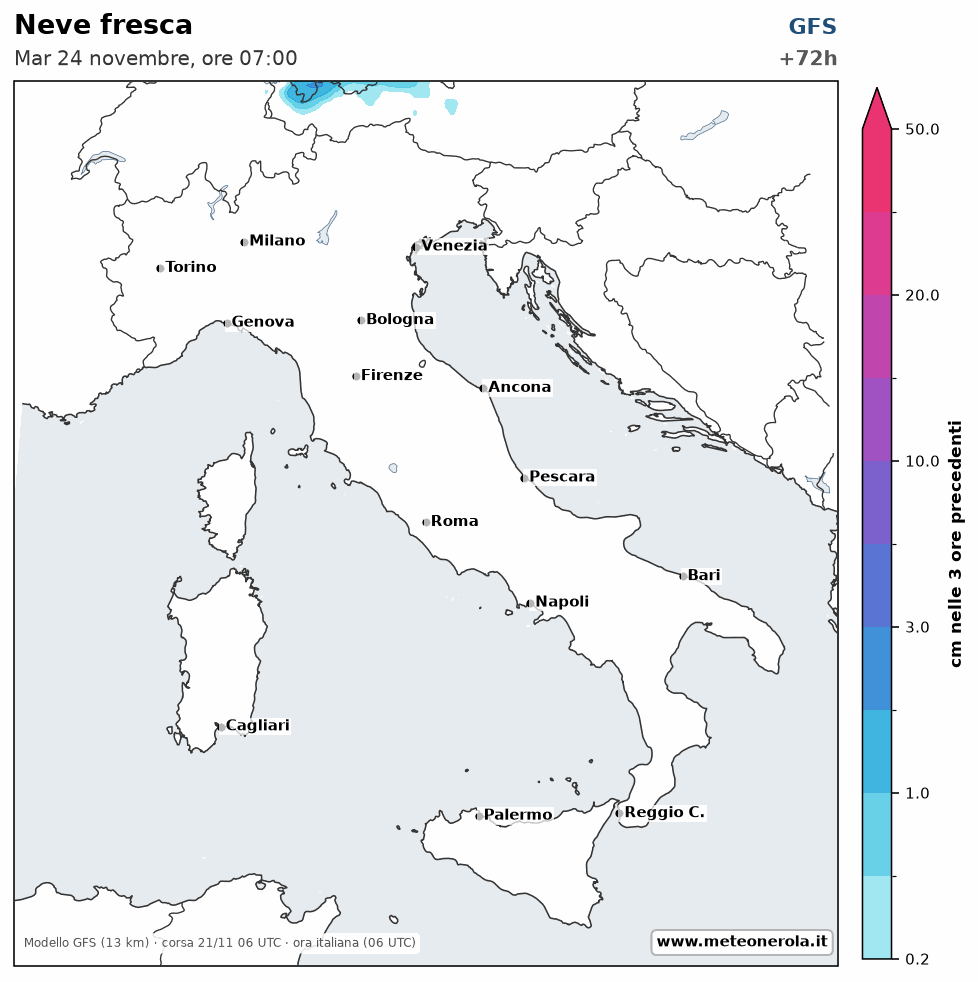 Neve fresca
GFS
Mar 24 novembre, ore 07:00
+72h
50.0
20.0
10.0
3.0
1.0
0.2
cm nelle 3 ore precedenti
Milano
Venezia
Torino
Genova
Bologna
Firenze
Ancona
Pescara
Roma
Bari
Napoli
Cagliari
Palermo
Reggio C.
Modello GFS (13 km) · corsa 21/11 06 UTC · ora italiana (06 UTC)
www.meteonerola.it